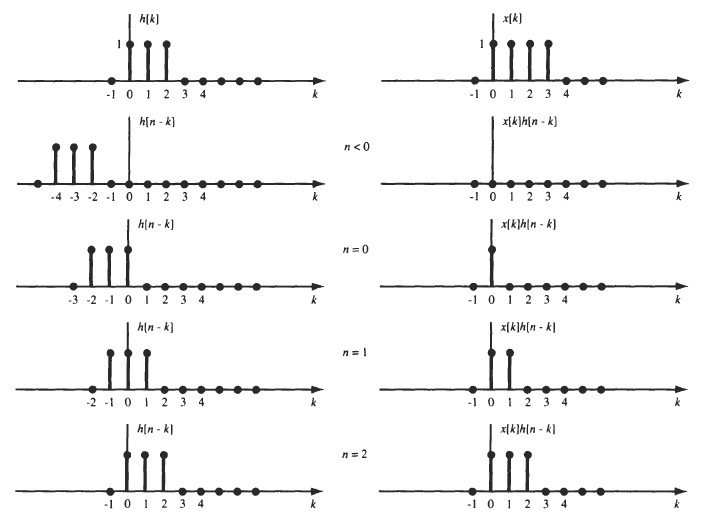 h[k] x[k]
1 1
-1 0 1 2 3 4 k -1 0 1 2 3 4 k
h[n - k] n < 0 x[k]h[n - k]
-4 -3 -2 -1 0 1 2 3 4 k -1 0 1 2 3 4 k
h[n - k] n = 0 x[k]h[n - k]
-3 -2 -1 0 1 2 3 4 k -1 0 1 2 3 4 k
h[n - k] n = 1 x[k]h[n - k]
-2 -1 0 1 2 3 4 k -1 0 1 2 3 4 k
h[n - k] n = 2 x[k]h[n - k]
-1 0 1 2 3 4 k -1 0 1 2 3 4 k